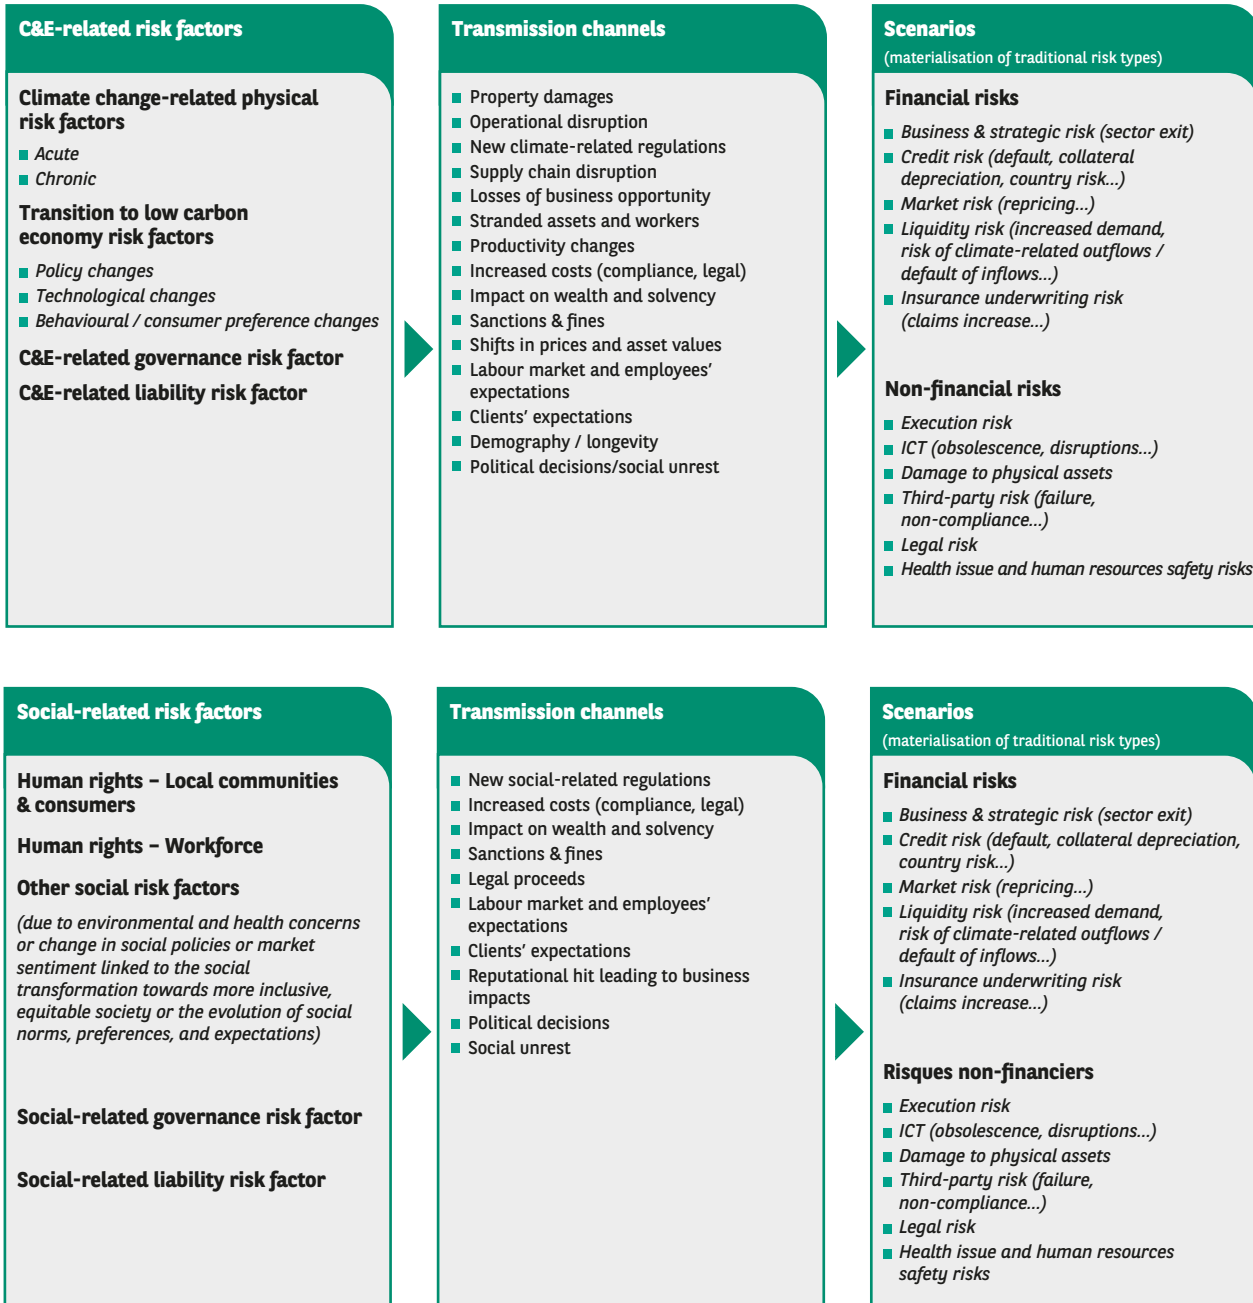 C&E-related risk factors
Climate change-related physical
risk factors
Acute
Chronic
Transition to low carbon
economy risk factors
Policy changes
Technological changes
Behavioural / consumer preference changes
C&E-related governance risk factor
C&E-related liability risk factor
Transmission channels
Property damages
Operational disruption
New climate-related regulations
Supply chain disruption
Losses of business opportunity
Stranded assets and workers
Productivity changes
Increased costs (compliance, legal)
Impact on wealth and solvency
Sanctions & fines
Shifts in prices and asset values
Labour market and employees'
expectations
Clients' expectations
Demography / longevity
Political decisions/social unrest
Scenarios
(materialisation of traditional risk types)
Financial risks
Business & strategic risk (sector exit)
Credit risk (default, collateral
depreciation, country risk...)
Market risk (repricing...)
Liquidity risk (increased demand,
risk of climate-related outflows /
default of inflows...)
Insurance underwriting risk
(claims increase...)
Non-financial risks
Execution risk
ICT (obsolescence, disruptions...)
Damage to physical assets
Third-party risk (failure,
non-compliance...)
Legal risk
Health issue and human resources safety risks
Social-related risk factors
Human rights – Local communities
& consumers
Human rights – Workforce
Other social risk factors
(due to environmental and health concerns
or change in social policies or market
sentiment linked to the social
transformation towards more inclusive,
equitable society or the evolution of social
norms, preferences, and expectations)
Social-related governance risk factor
Social-related liability risk factor
Transmission channels
New social-related regulations
Increased costs (compliance, legal)
Impact on wealth and solvency
Sanctions & fines
Legal proceeds
Labour market and employees'
expectations
Clients' expectations
Reputational hit leading to business
impacts
Political decisions
Social unrest
Scenarios
(materialisation of traditional risk types)
Financial risks
Business & strategic risk (sector exit)
Credit risk (default, collateral depreciation,
country risk...)
Market risk (repricing...)
Liquidity risk (increased demand,
risk of climate-related outflows /
default of inflows...)
Insurance underwriting risk
(claims increase...)
Risques non-financiers
Execution risk
ICT (obsolescence, disruptions...)
Damage to physical assets
Third-party risk (failure,
non-compliance...)
Legal risk
Health issue and human resources
safety risks